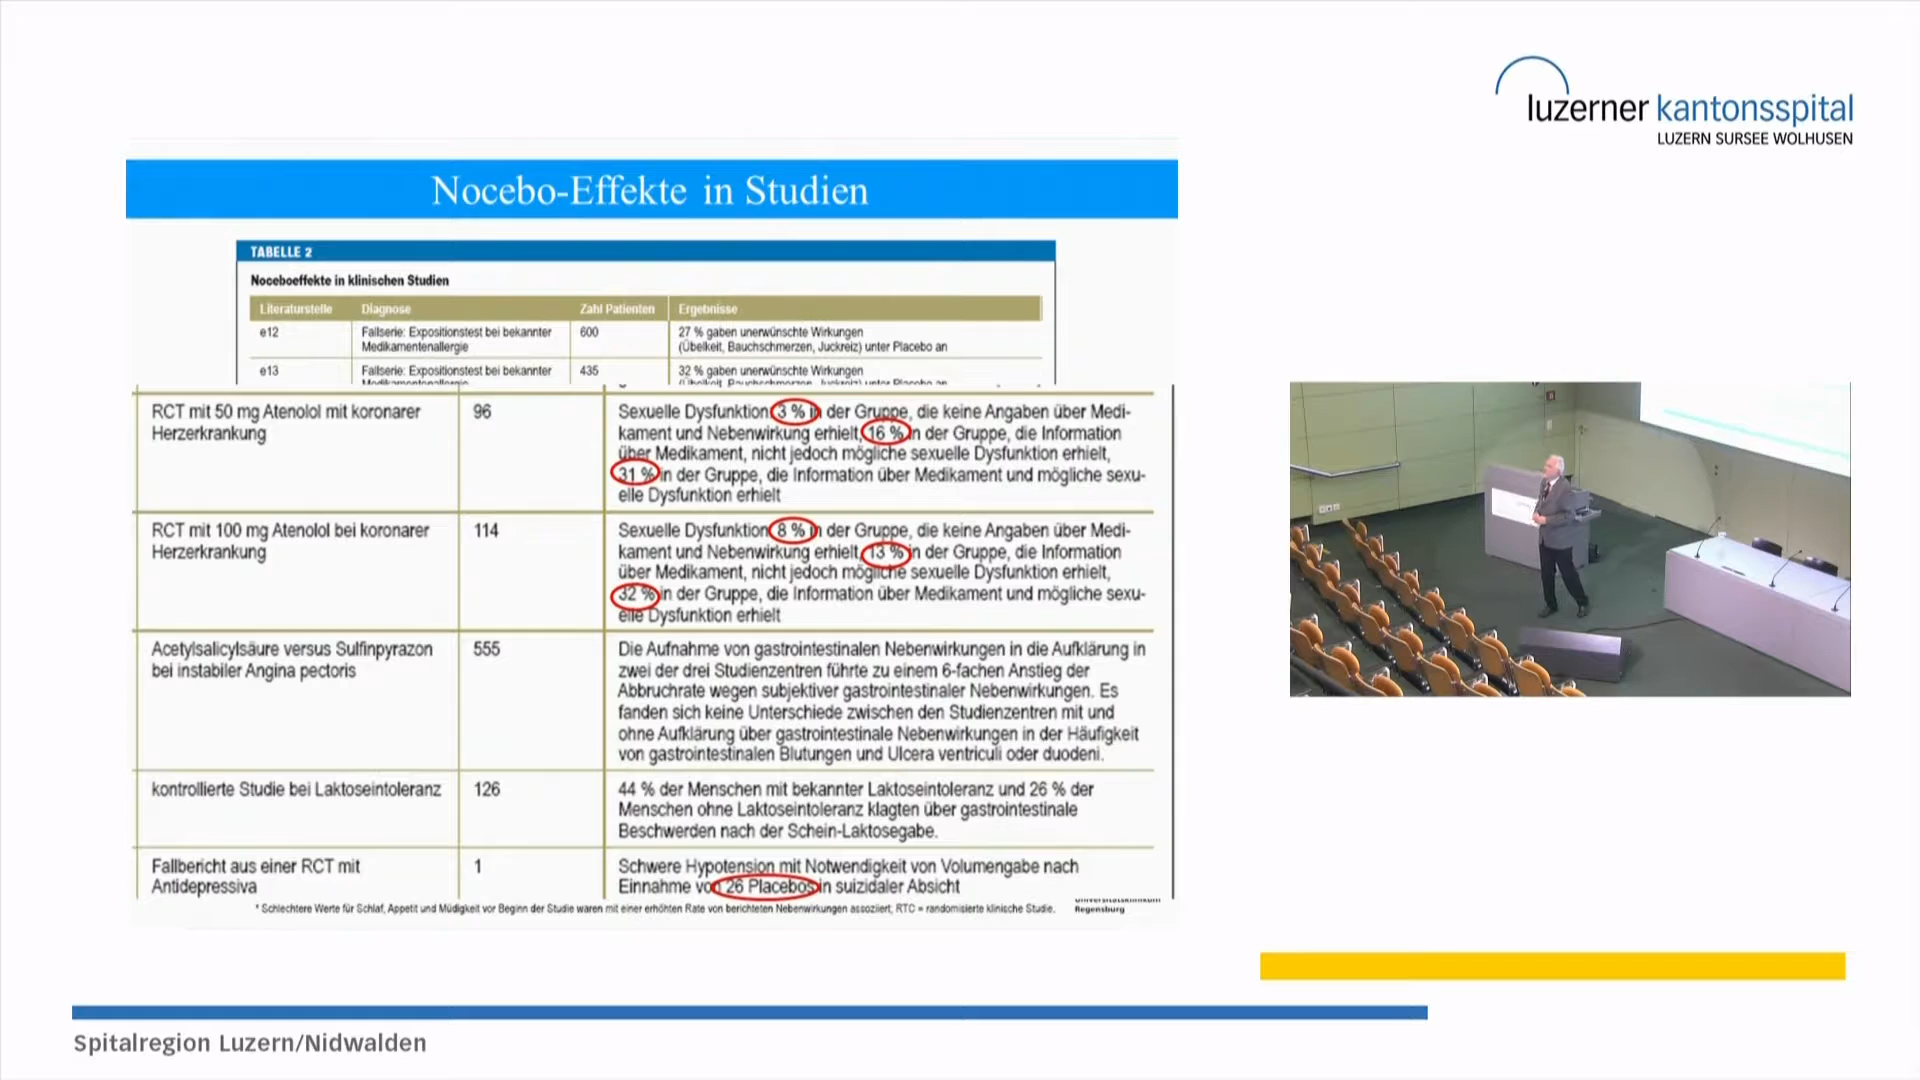 luzerner kantonsspital
LUZERN SURSEE WOLHUSEN
Nocebo-Effekte in Studien
TABELLE 2
Noceboeffekte in klinischen Studien
Literaturstelle Diagnose Zahl Patienten Ergebnisse
e12 Fallserie: Expositionstest bei bekannter 600 27 % gaben unerwünschte Wirkungen
Medikamentenallergie (Übelkeit, Bauchschmerzen, Juckreiz) unter Placebo an
e13 Fallserie: Expositionstest bei bekannter 435 32 % gaben unerwünschte Wirkungen
Medikamentenallergie (Übelkeit, Bauchschmerzen, Juckreiz) unter Placebo an
RCT mit 50 mg Atenolol mit koronarer 96 Sexuelle Dysfunktion 3 % in der Gruppe, die keine Angaben über Medi-
Herzerkrankung kament und Nebenwirkung erhielt, 16 % in der Gruppe, die Information
über Medikament, nicht jedoch mögliche sexuelle Dysfunktion erhielt,
31 % in der Gruppe, die Information über Medikament und mögliche sexu-
elle Dysfunktion erhielt
RCT mit 100 mg Atenolol bei koronarer 114 Sexuelle Dysfunktion 8 % in der Gruppe, die keine Angaben über Medi-
Herzerkrankung kament und Nebenwirkung erhielt, 13 % in der Gruppe, die Information
über Medikament, nicht jedoch mögliche sexuelle Dysfunktion erhielt,
32 % in der Gruppe, die Information über Medikament und mögliche sexu-
elle Dysfunktion erhielt
Acetylsalicylsäure versus Sulfinpyrazon 555 Die Aufnahme von gastrointestinalen Nebenwirkungen in die Aufklärung in
bei instabiler Angina pectoris zwei der drei Studienzentren führte zu einem 6-fachen Anstieg der
Abbruchrate wegen subjektiver gastrointestinaler Nebenwirkungen. Es
fanden sich keine Unterschiede zwischen den Studienzentren mit und
ohne Aufklärung über gastrointestinale Nebenwirkungen in der Häufigkeit
von gastrointestinalen Blutungen und Ulcera ventriculi oder duodeni.
kontrollierte Studie bei Laktoseintoleranz 126 44 % der Menschen mit bekannter Laktoseintoleranz und 26 % der
Menschen ohne Laktoseintoleranz klagten über gastrointestinale
Beschwerden nach der Schein-Laktosegabe.
Fallbericht aus einer RCT mit 1 Schwere Hypotension mit Notwendigkeit von Volumengabe nach
Antidepressiva Einnahme von 26 Placebos in suizidaler Absicht
* Schlechtere Werte für Schlaf, Appetit und Müdigkeit vor Beginn der Studie waren mit einer erhöhten Rate von berichteten Nebenwirkungen assoziiert; RTC = randomisierte klinische Studie.
Universitätsklinikum
Regensburg
Spitalregion Luzern/Nidwalden